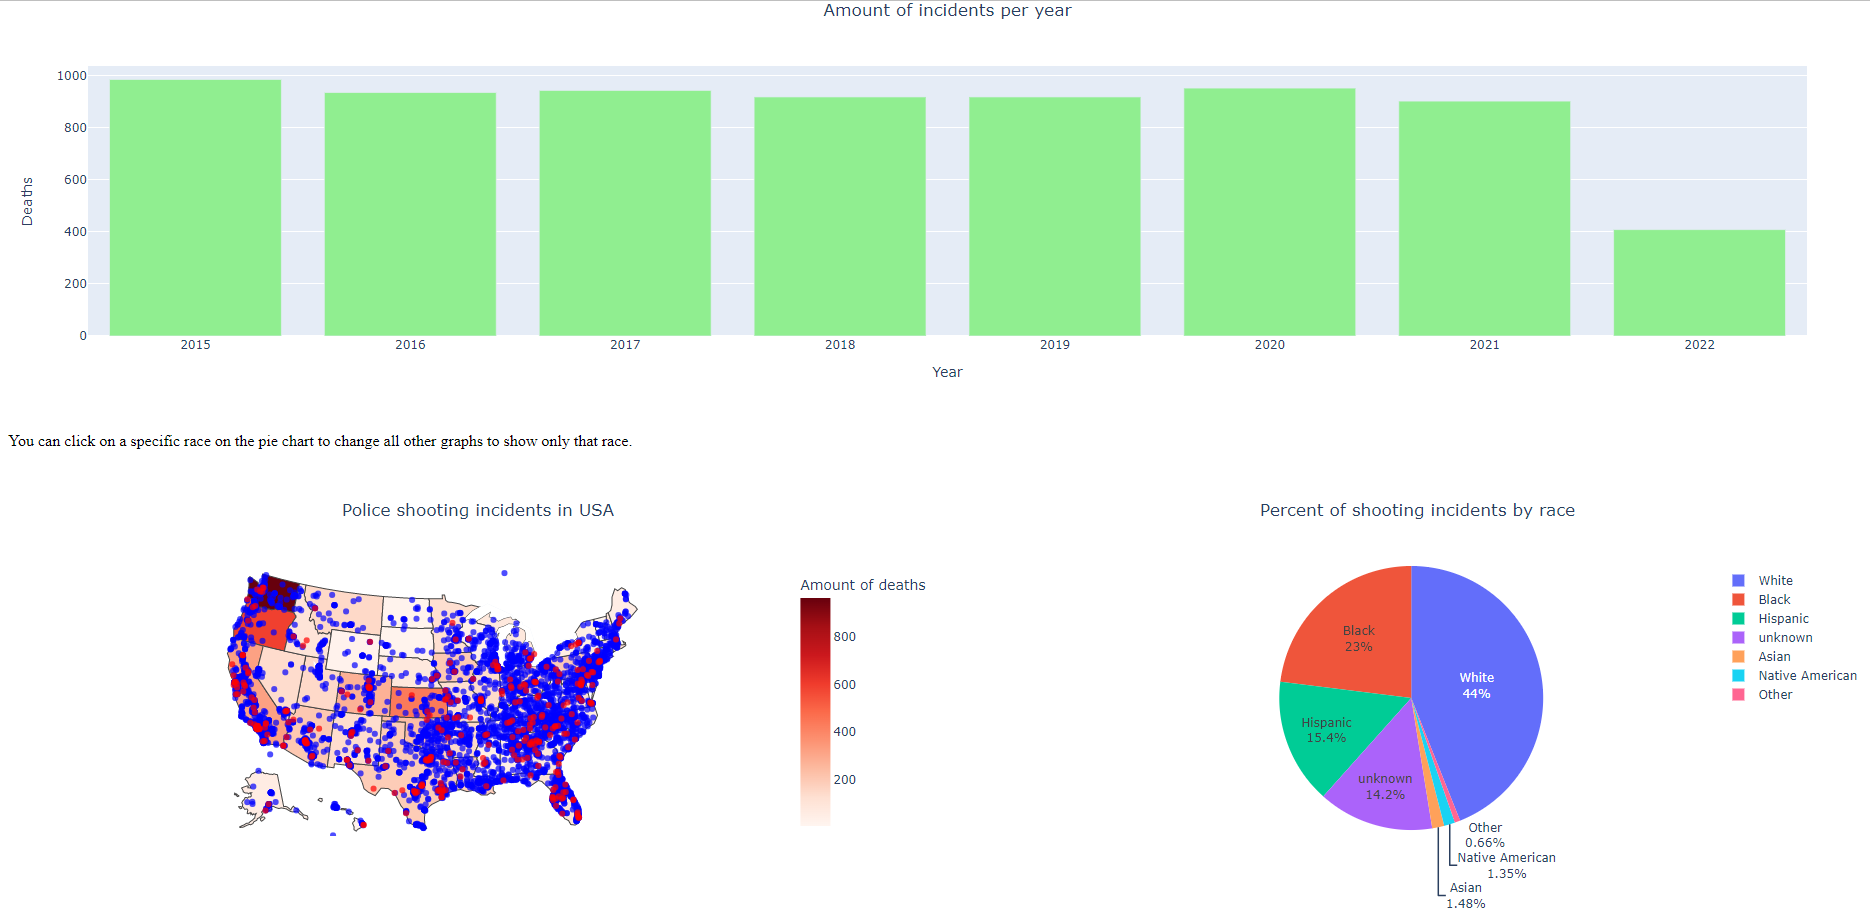 Amount of incidents per year
1000
800
600
400
200
0
Deaths
2015 2016 2017 2018 2019 2020 2021 2022
Year
You can click on a specific race on the pie chart to change all other graphs to show only that race.
Police shooting incidents in USA
Amount of deaths
800
600
400
200
Percent of shooting incidents by race
White
44%
Black
23%
Hispanic
15.4%
unknown
14.2%
Other
0.66%
Native American
1.35%
Asian
1.48%
White
Black
Hispanic
unknown
Asian
Native American
Other